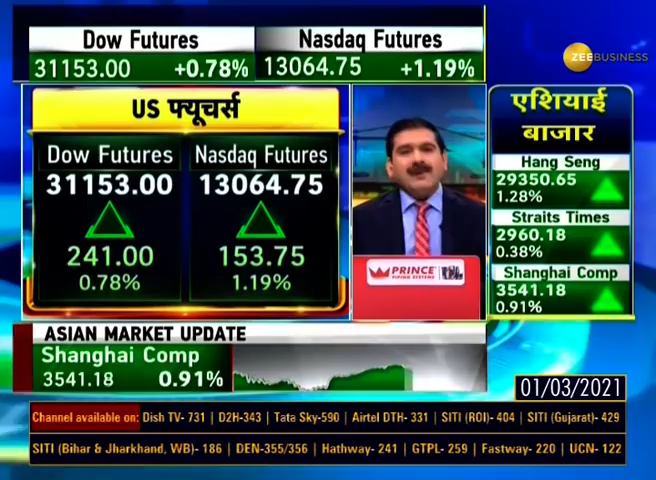 Dow Futures
31153.00 +0.78%
Nasdaq Futures
13064.75 +1.19%
ZEE BUSINESS
US फ्यूचर्स
Dow Futures
31153.00
241.00
0.78%
Nasdaq Futures
13064.75
153.75
1.19%
PRINCE
PIPING SYSTEMS
एशियाई
बाजार
Hang Seng
29350.65
1.28%
Straits Times
2960.18
0.38%
Shanghai Comp
3541.18
0.91%
ASIAN MARKET UPDATE
Shanghai Comp
3541.18 0.91%
01/03/2021
Channel available on: Dish TV- 731 | D2H-343 | Tata Sky-590 | Airtel DTH- 331 | SITI (ROI)- 404 | SITI (Gujarat)- 429
SITI (Bihar & Jharkhand, WB)- 186 | DEN-355/356 | Hathway- 241 | GTPL- 259 | Fastway- 220 | UCN- 122